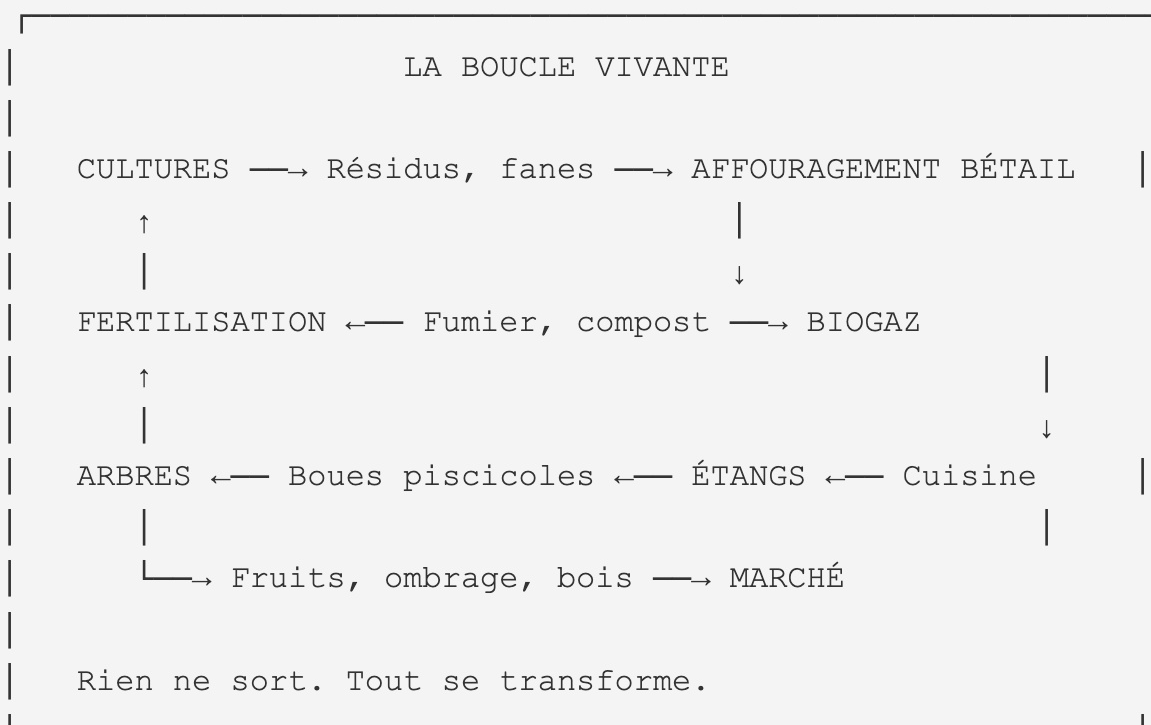 LA BOUCLE VIVANTE
CULTURES ──→ Résidus, fanes ──→ AFFOURAGEMENT BÉTAIL
↑ │
│ ↓
FERTILISATION ←── Fumier, compost ──→ BIOGAZ
↑ │
│ ↓
ARBRES ←── Boues piscicoles ←── ÉTANGS ←── Cuisine
│ │
└──→ Fruits, ombrage, bois ──→ MARCHÉ
Rien ne sort. Tout se transforme.